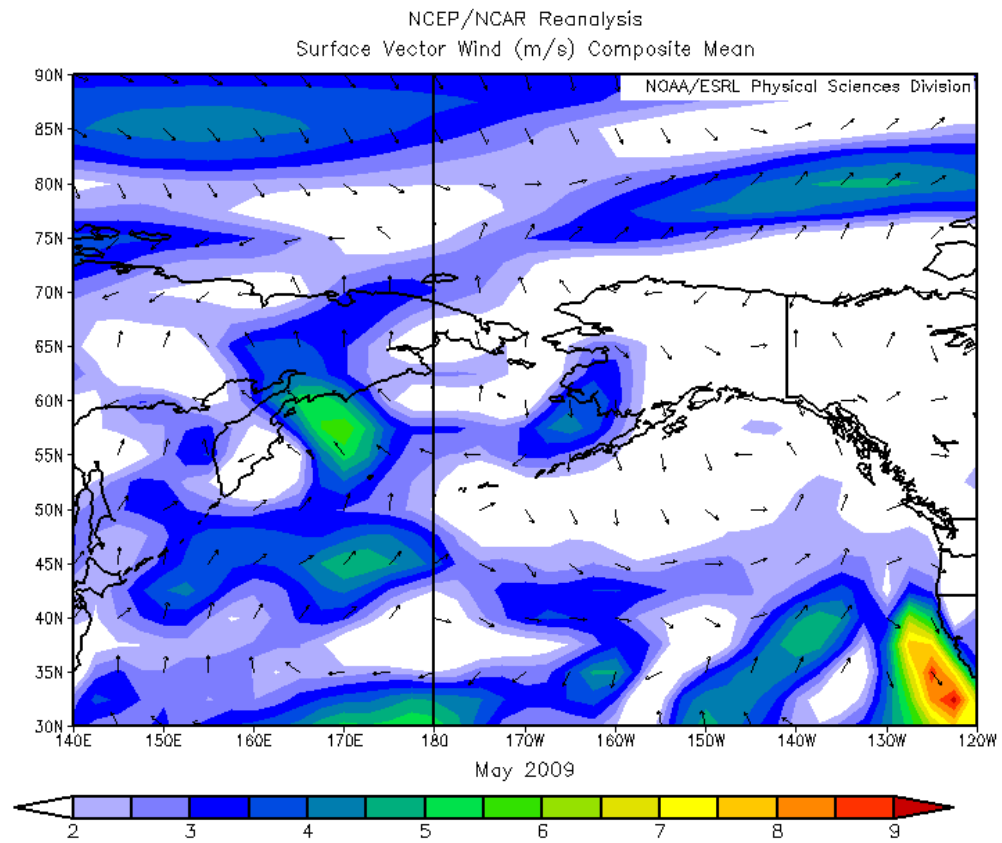 NCEP/NCAR Reanalysis
Surface Vector Wind (m/s) Composite Mean
NOAA/ESRL Physical Sciences Division
90N
85N
80N
75N
70N
65N
60N
55N
50N
45N
40N
35N
30N
140E 150E 160E 170E 180 170W 160W 150W 140W 130W 120W
May 2009
2 3 4 5 6 7 8 9